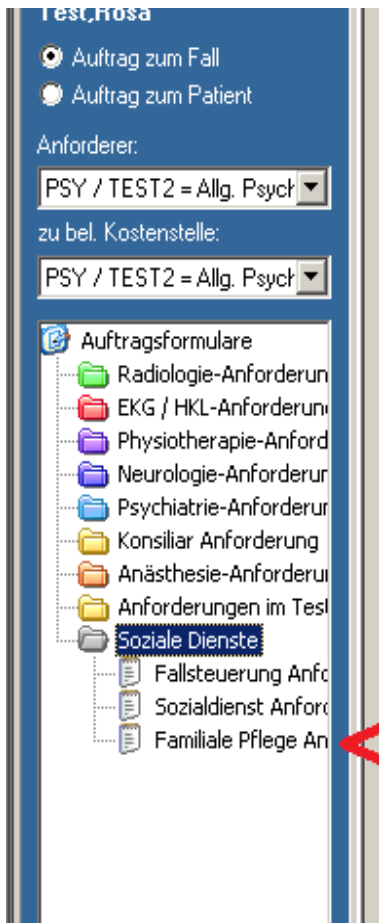 Test,Rosa
Auftrag zum Fall
Auftrag zum Patient
Anforderer:
PSY / TEST2 = Allg. Psych
zu bel. Kostenstelle:
PSY / TEST2 = Allg. Psych
Auftragsformulare
Radiologie-Anforderun
EKG / HKL-Anforderun
Physiotherapie-Anford
Neurologie-Anforderur
Psychiatrie-Anforderur
Konsiliar Anforderung
Anästhesie-Anforderu
Anforderungen im Test
Soziale Dienste
Fallsteuerung Anfo
Sozialdienst Anford
Familiale Pflege An